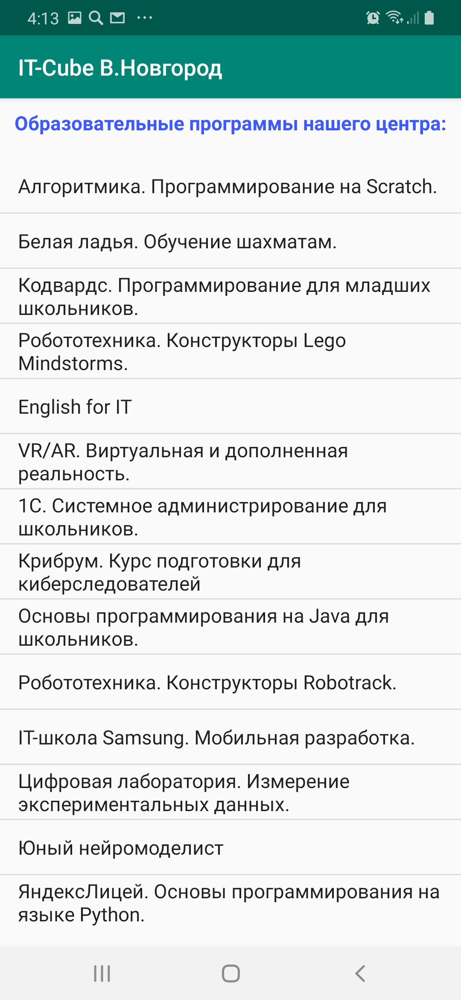 4:13
IT-Cube В.Новгород
Образовательные программы нашего центра:
Алгоритмика. Программирование на Scratch.
Белая ладья. Обучение шахматам.
Кодвардс. Программирование для младших
школьников.
Робототехника. Конструкторы Lego
Mindstorms.
English for IT
VR/AR. Виртуальная и дополненная
реальность.
1С. Системное администрирование для
школьников.
Крибрум. Курс подготовки для
киберследователей
Основы программирования на Java для
школьников.
Робототехника. Конструкторы Robotrack.
IT-школа Samsung. Мобильная разработка.
Цифровая лаборатория. Измерение
экспериментальных данных.
Юный нейромоделист
ЯндексЛицей. Основы программирования на
языке Python.